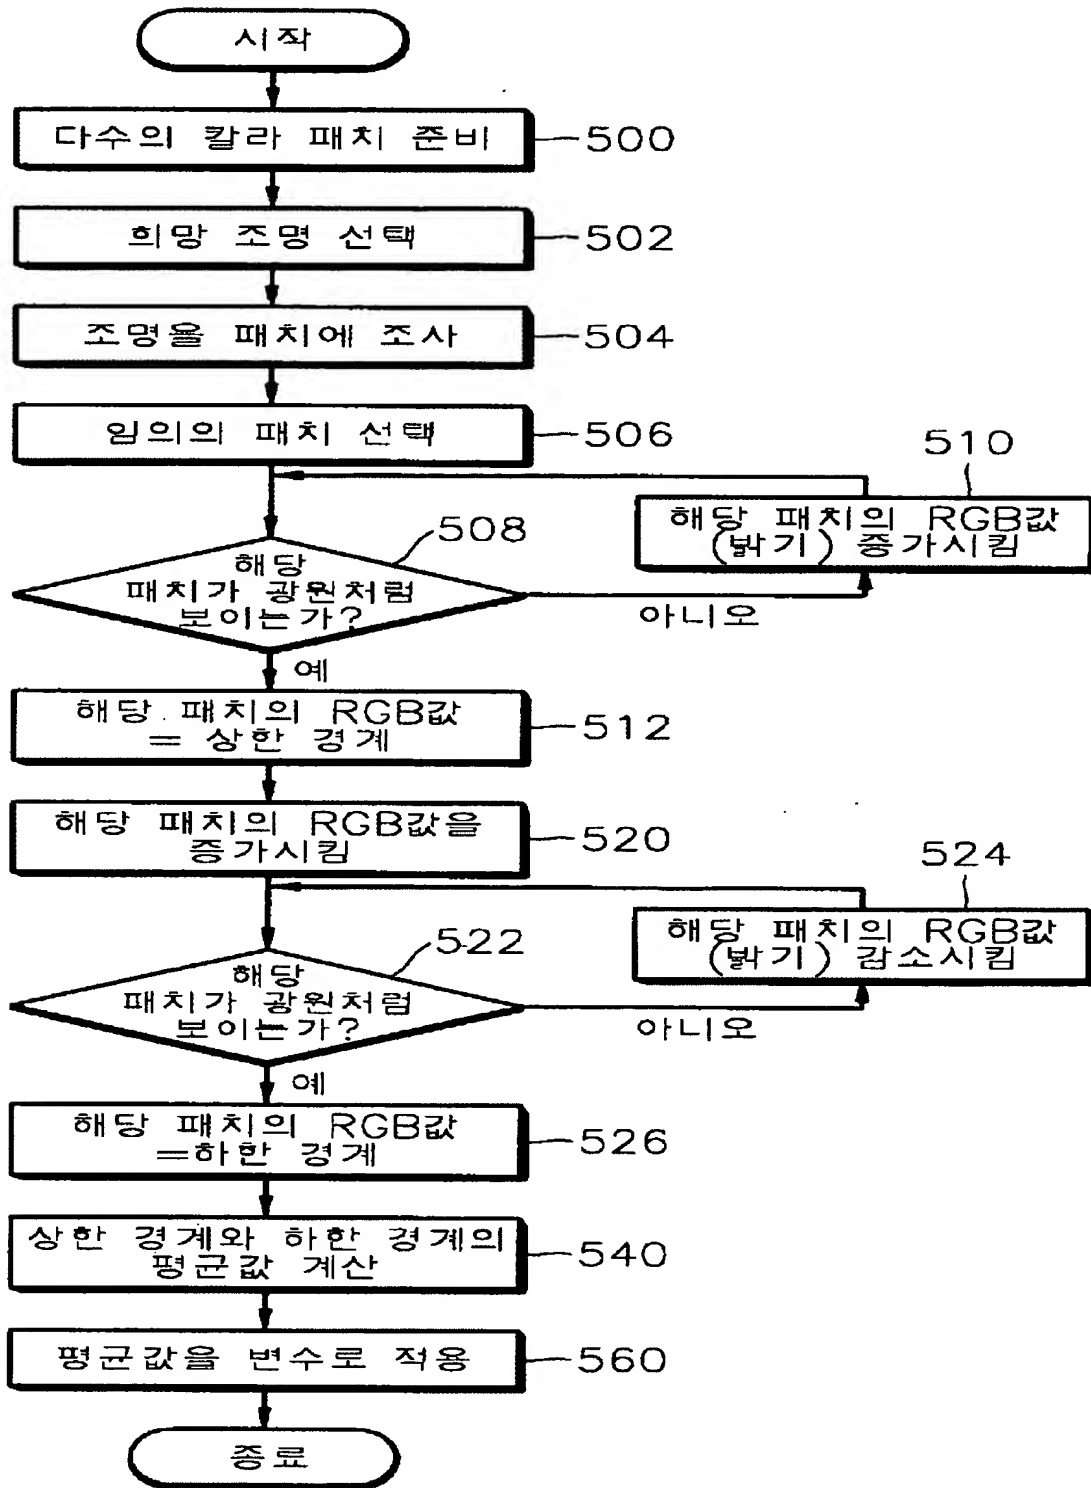 시작
다수의 칼라 패치 준비
500
희망 조명 선택
502
조명을 패치에 조사
504
임의의 패치 선택
506
510
해당 패치의 RGB값
(밝기) 증가시킴
508
해당
패치가 광원처럼
보이는가?
아니오
예
해당 패치의 RGB값
= 상한 경계
512
해당 패치의 RGB값을
증가시킴
520
524
해당 패치의 RGB값
(밝기) 감소시킴
522
해당
패치가 광원처럼
보이는가?
아니오
예
해당 패치의 RGB값
=하한 경계
526
상한 경계와 하한 경계의
평균값 계산
540
평균값을 변수로 적용
560
종료